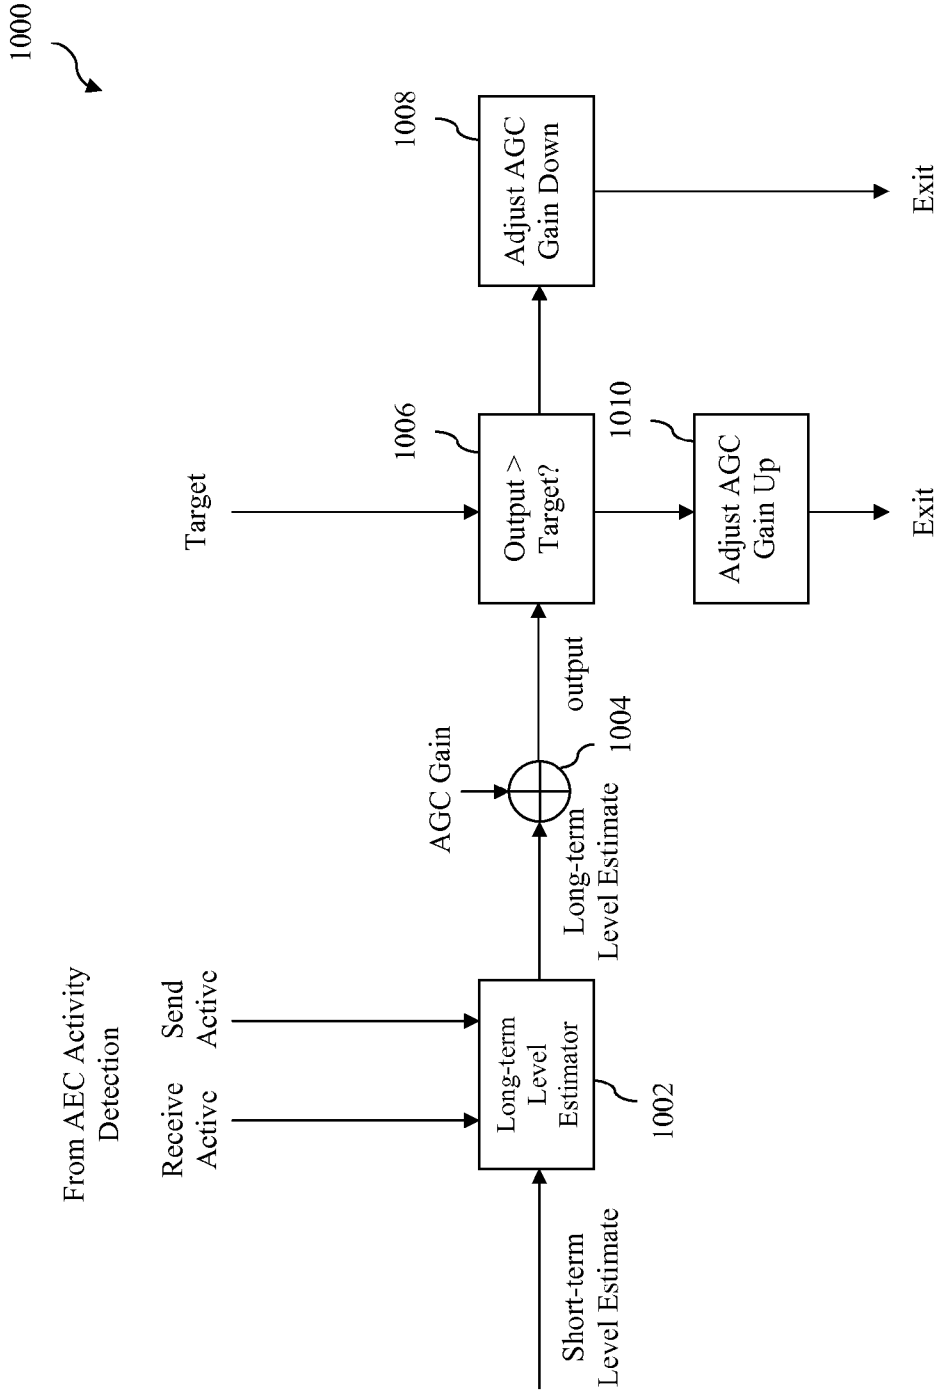 1000
From AEC Activity
Detection
Receive
Active
Send
Active
Target
Short-term
Level Estimate
Long-term
Level
Estimator
1002
Long-term
Level Estimate
AGC Gain
1004
output
Output >
Target?
1006
Adjust AGC
Gain Down
1008
Adjust AGC
Gain Up
1010
Exit
Exit